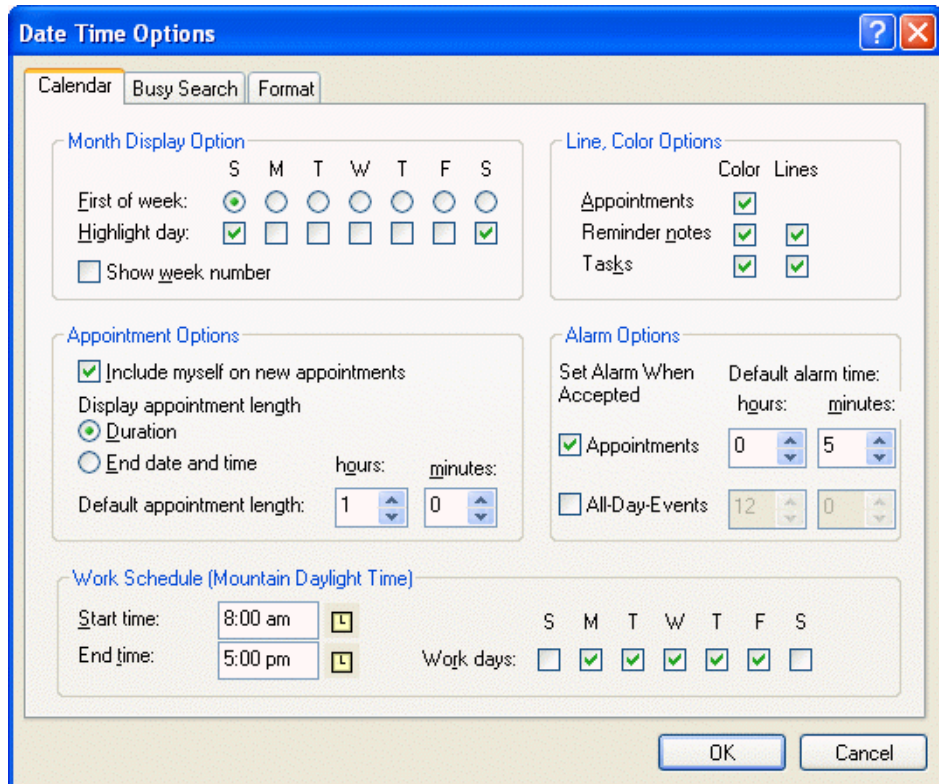 Date Time Options
Calendar Busy Search Format
Month Display Option
S M T W T F S
First of week:
Highlight day:
Show week number
Line, Color Options
Color Lines
Appointments
Reminder notes
Tasks
Appointment Options
Include myself on new appointments
Display appointment length
Duration
End date and time
hours: minutes:
Default appointment length: 1 0
Alarm Options
Set Alarm When
Accepted
Default alarm time:
hours: minutes:
Appointments 0 5
All-Day-Events 12 0
Work Schedule (Mountain Daylight Time)
Start time: 8:00 am
End time: 5:00 pm
S M T W T F S
Work days:
OK Cancel